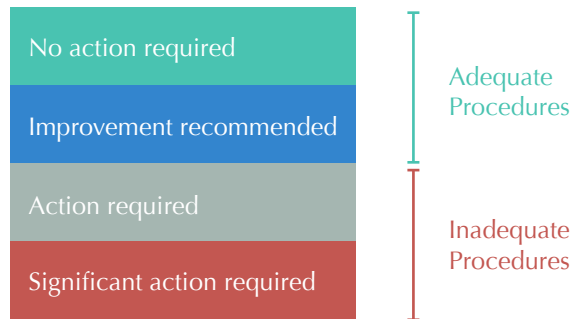 No action required
Improvement recommended
Action required
Significant action required
Adequate
Procedures
Inadequate
Procedures